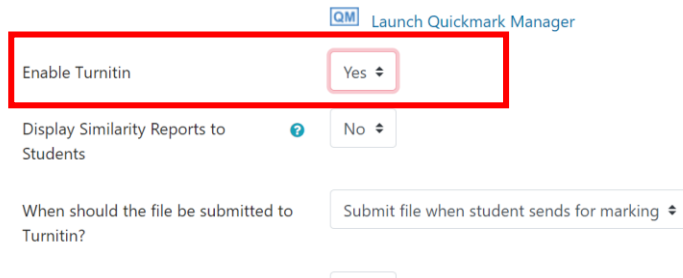 QM Launch Quickmark Manager
Enable Turnitin Yes
Display Similarity Reports to ? No
Students
When should the file be submitted to Submit file when student sends for marking
Turnitin?